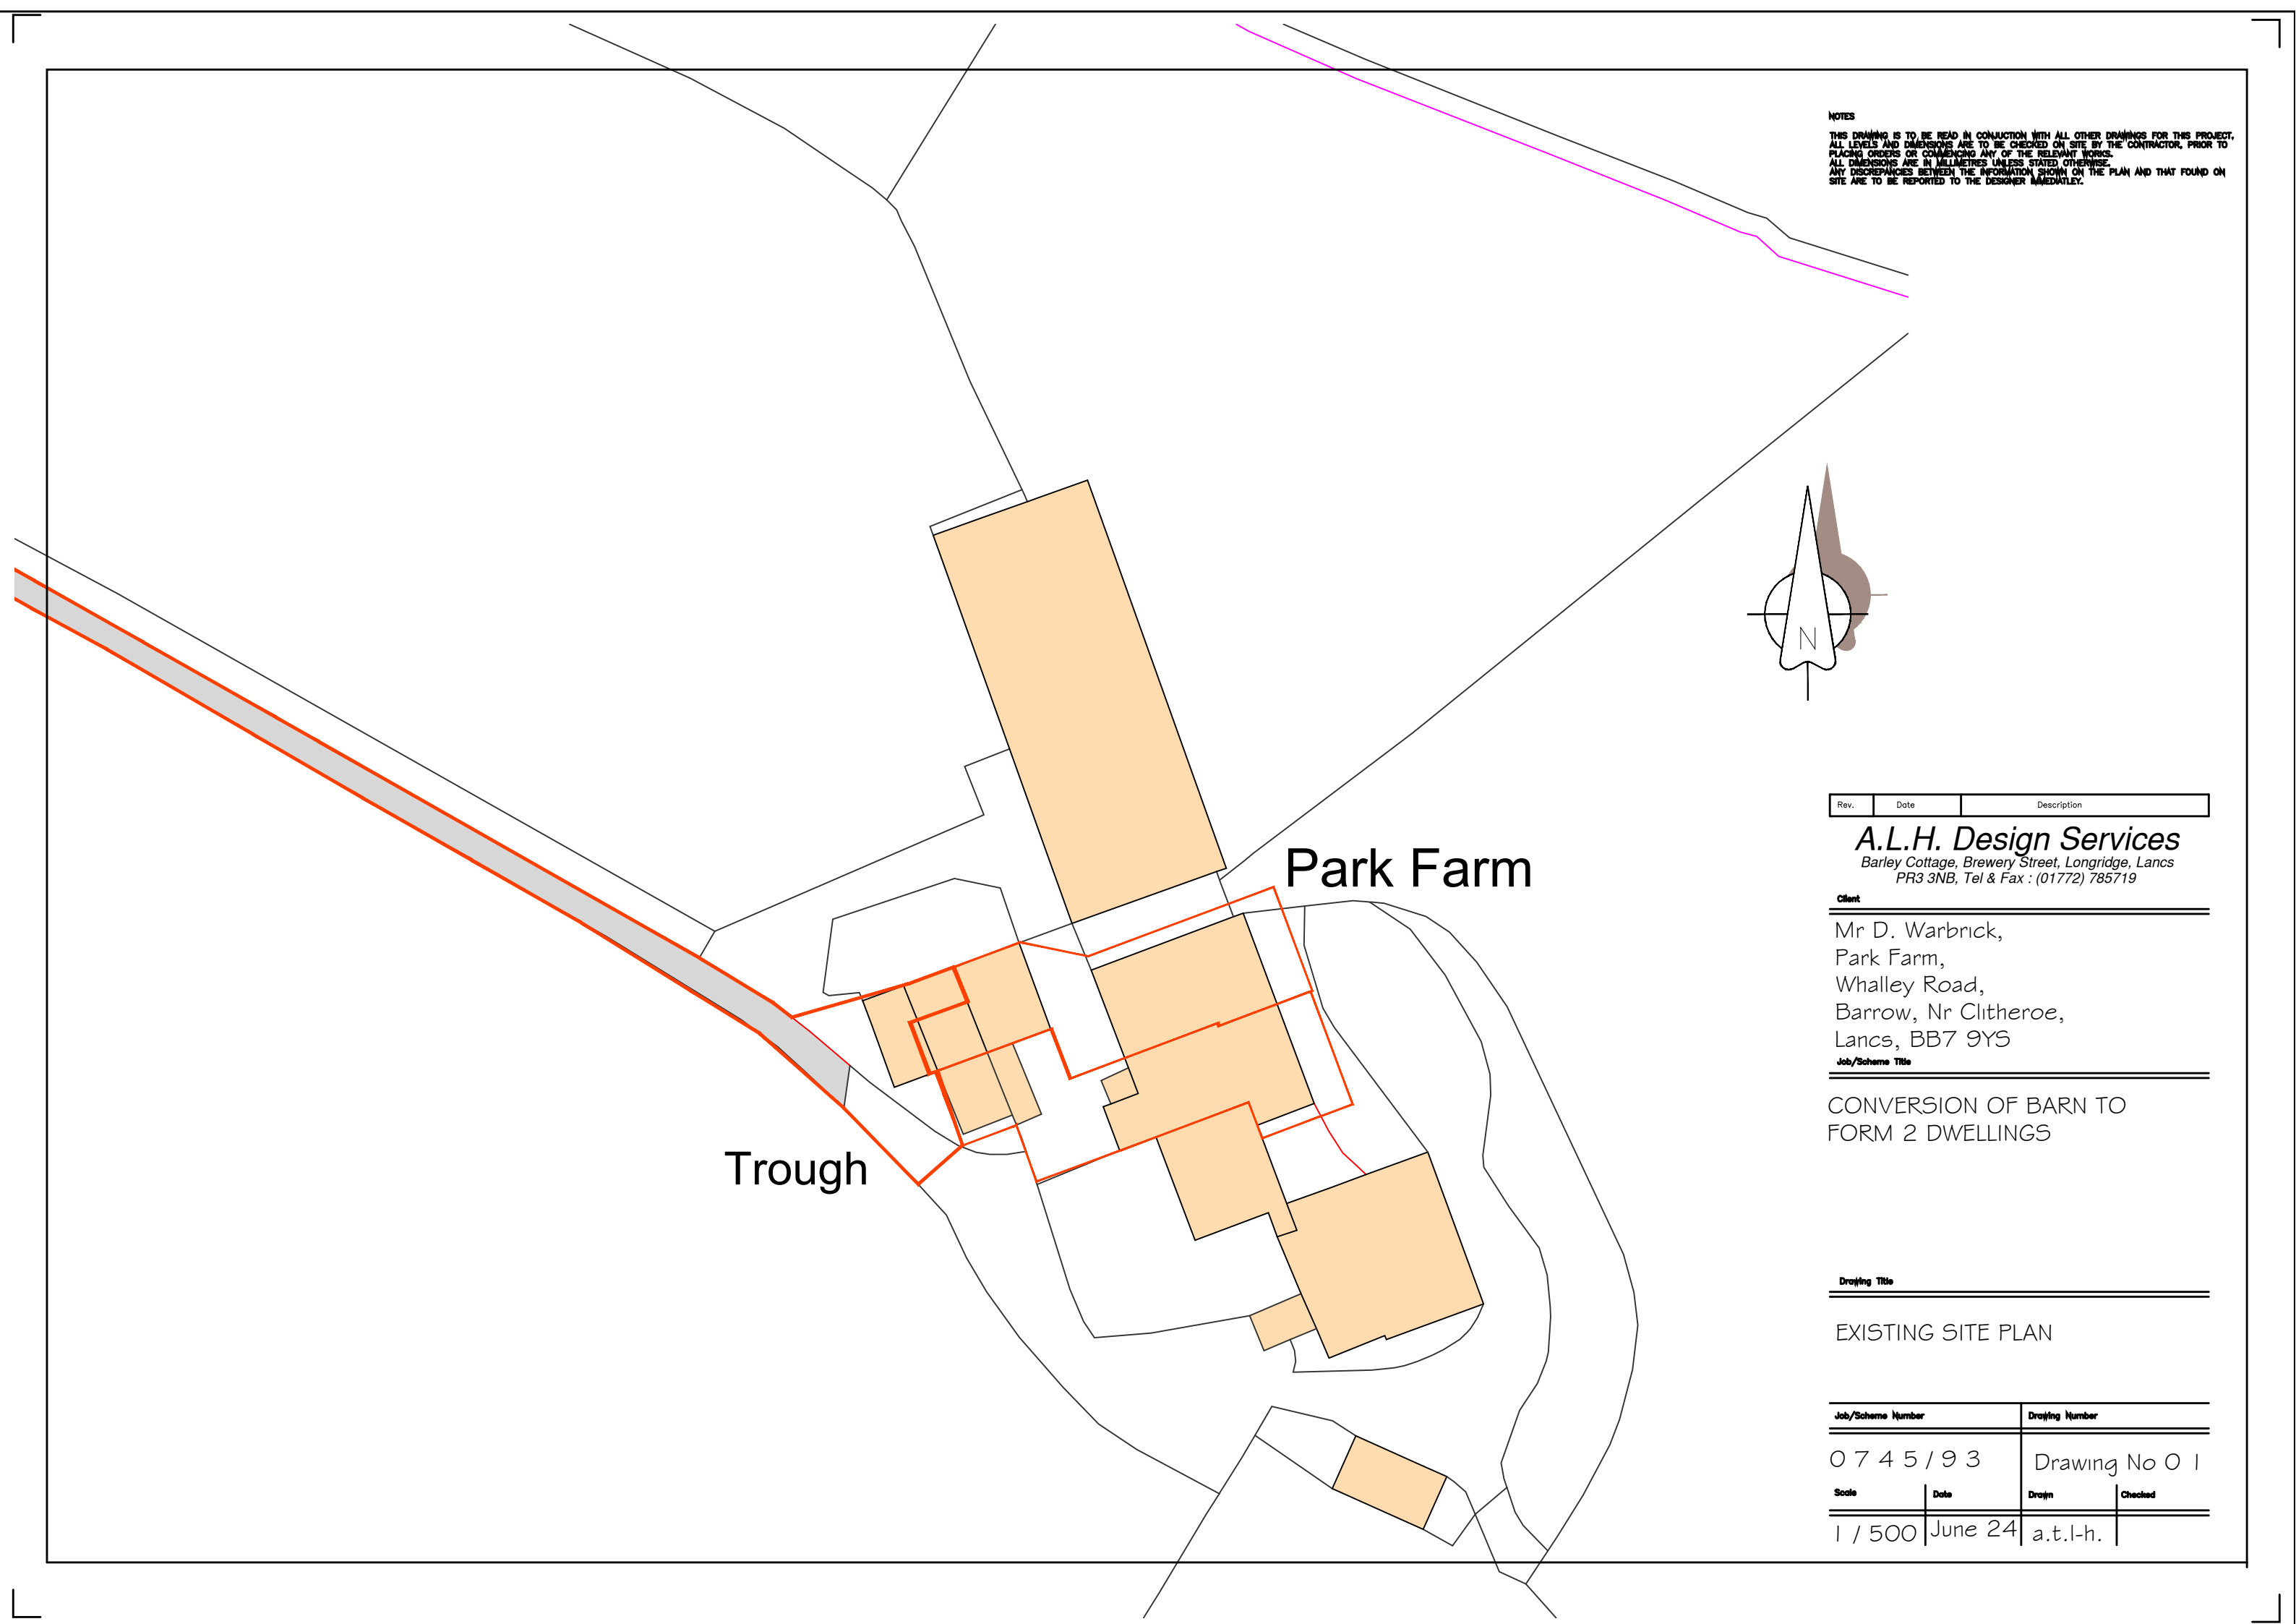 NOTES
THIS DRAWING IS TO BE READ IN CONJUCTION WITH ALL OTHER DRAWINGS FOR THIS PROJECT.
ALL LEVELS AND DIMENSIONS ARE TO BE CHECKED ON SITE BY THE CONTRACTOR, PRIOR TO
PLACING ORDERS OR COMMENCING ANY OF THE RELEVANT WORKS.
ALL DIMENSIONS ARE IN MILLIMETRES UNLESS STATED OTHERWISE.
ANY DISCREPANCIES BETWEEN THE INFORMATION SHOWN ON THE PLAN AND THAT FOUND ON
SITE ARE TO BE REPORTED TO THE DESIGNER IMMEDIATLEY.
N
Park Farm
Trough
Rev. Date Description
A.L.H. Design Services
Barley Cottage, Brewery Street, Longridge, Lancs
PR3 3NB, Tel & Fax : (01772) 785719
Client
Mr D. Warbrick,
Park Farm,
Whalley Road,
Barrow, Nr Clitheroe,
Lancs, BB7 9YS
Job/Scheme Title
CONVERSION OF BARN TO
FORM 2 DWELLINGS
Drawing Title
EXISTING SITE PLAN
Job/Scheme Number Drawing Number
0745/93 Drawing No 01
Scale Date Drawn Checked
1/500 June 24 a.t.l-h.